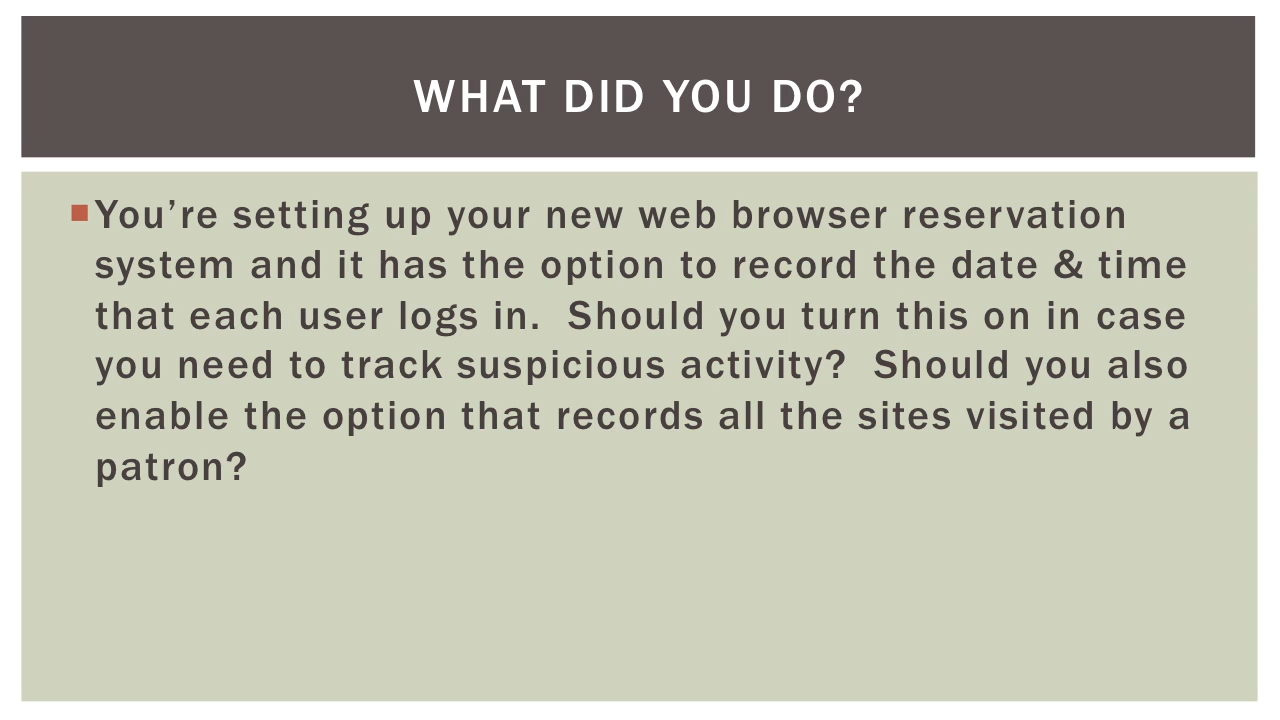 WHAT DID YOU DO?
You’re setting up your new web browser reservation
system and it has the option to record the date & time
that each user logs in.  Should you turn this on in case
you need to track suspicious activity?  Should you also
enable the option that records all the sites visited by a
patron?